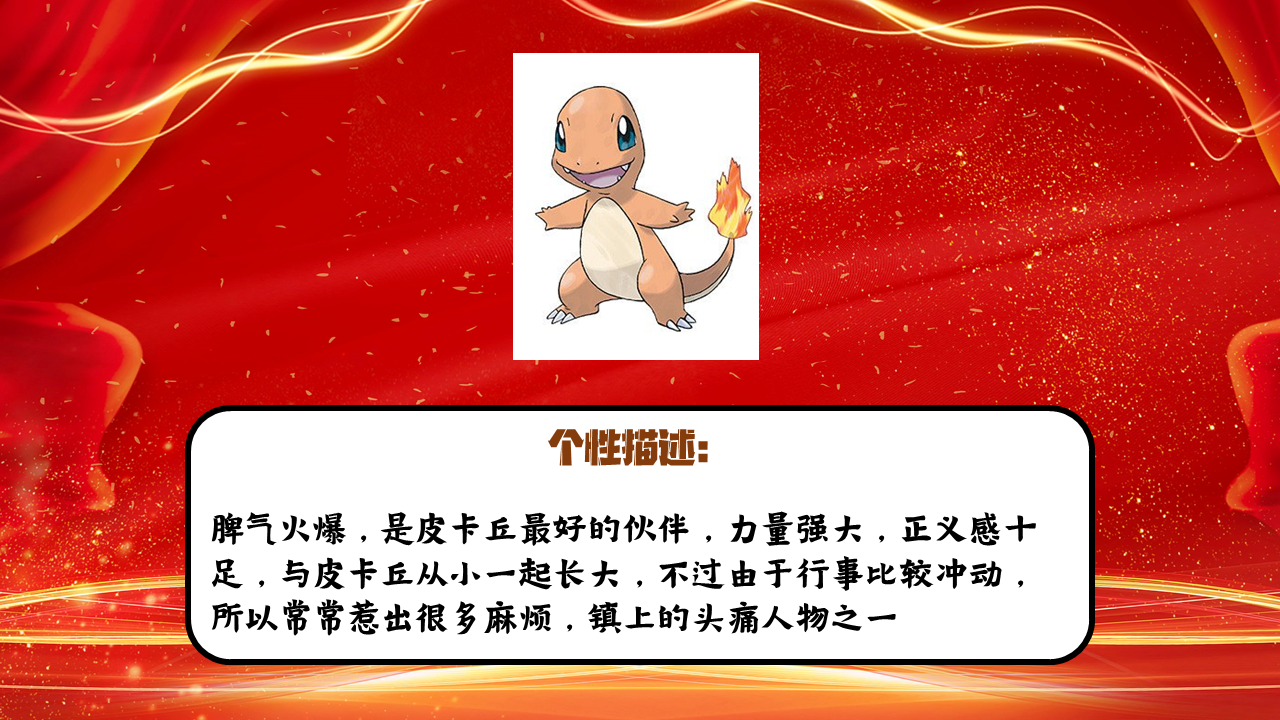 个性描述:
脾气火�，是皮卡丘最好的伙伴，力量强大，正义感十
足，与皮卡丘从小一起长大，不过由于行事比较冲动，
所以常常惹出很多麻烦，镇上的头痛人物之一